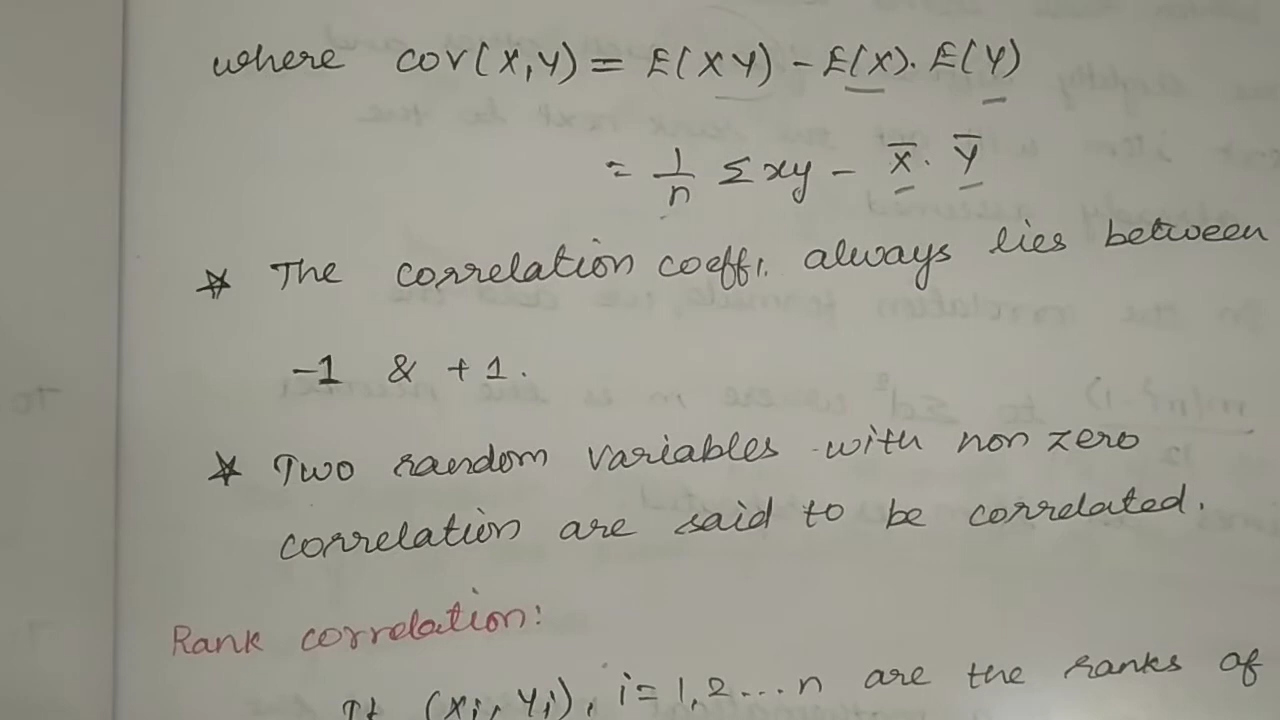 where cov(X,Y) = E(XY) - E(X). E(Y)
= 1/n Σxy - x̅. y̅
* The correlation coeff. always lies between
-1 & +1.
* Two random variables with non zero
correlation are said to be correlated.
Rank correlation:
If (xi, yi), i=1,2...n are the ranks of